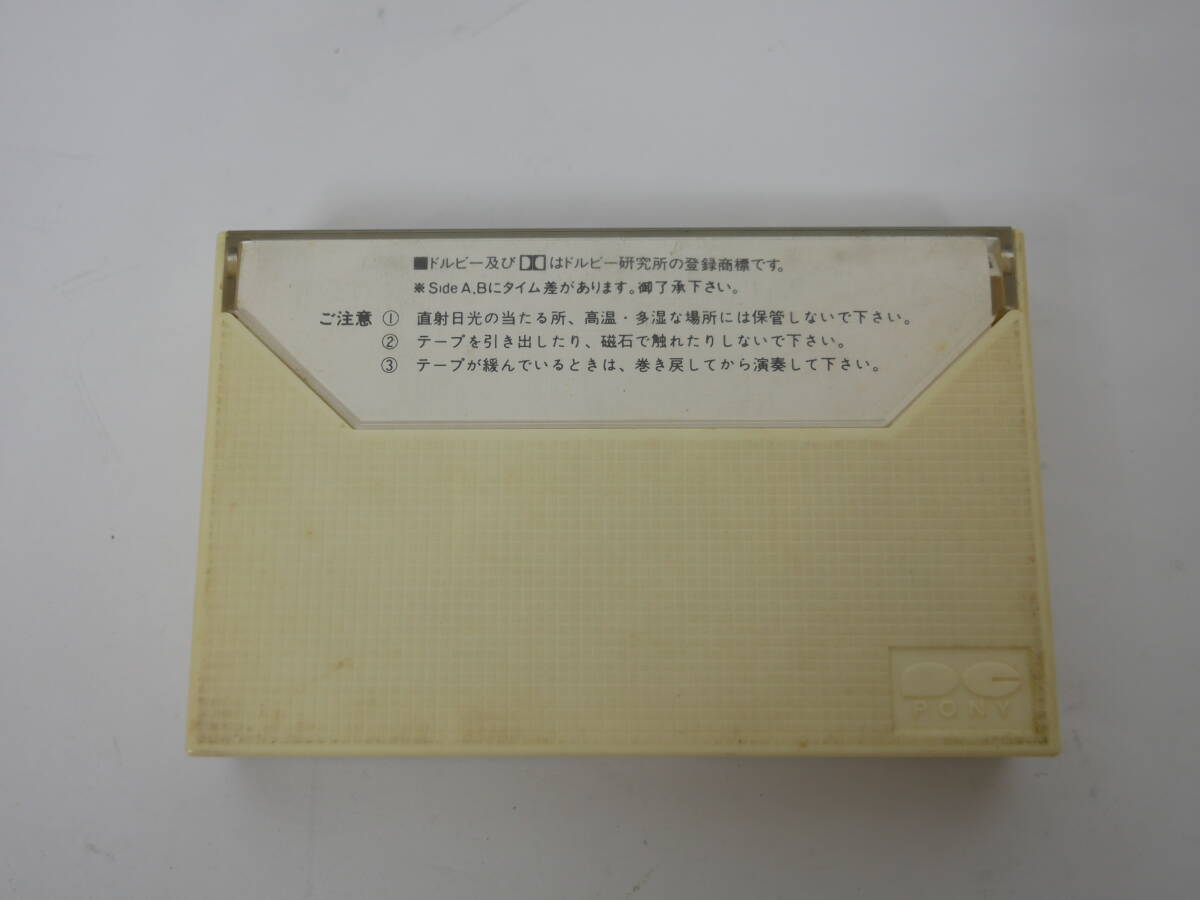 ■ドルビー及び🅳はドルビー研究所の登録商標です。
※Side A,Bにタイム差があります。御了承下さい。
ご注意 ① 直射日光の当たる所、高温・多湿な場所には保管しないで下さい。
② テープを引き出したり、磁石で触れたりしないで下さい。
③ テープが緩んでいるときは、巻き戻してから演奏して下さい。
PONY